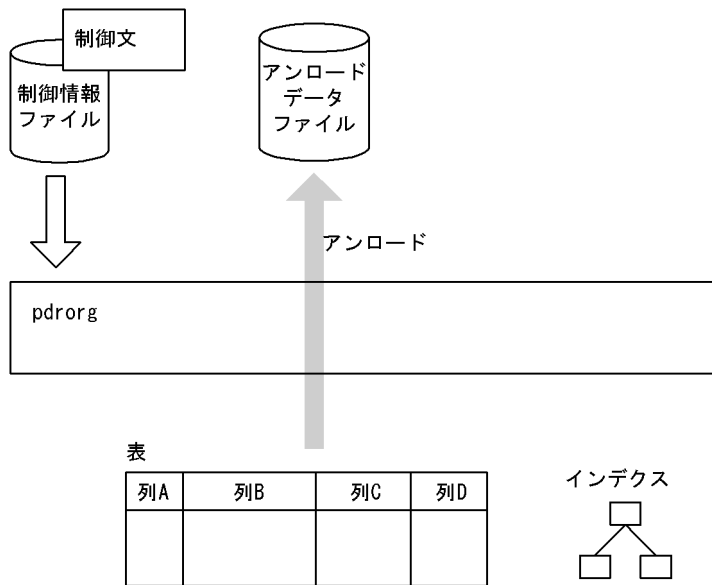 制御文
制御情報
ファイル
アンロード
データ
ファイル
アンロード
pdrorg
表
列A
列B
列C
列D
インデクス